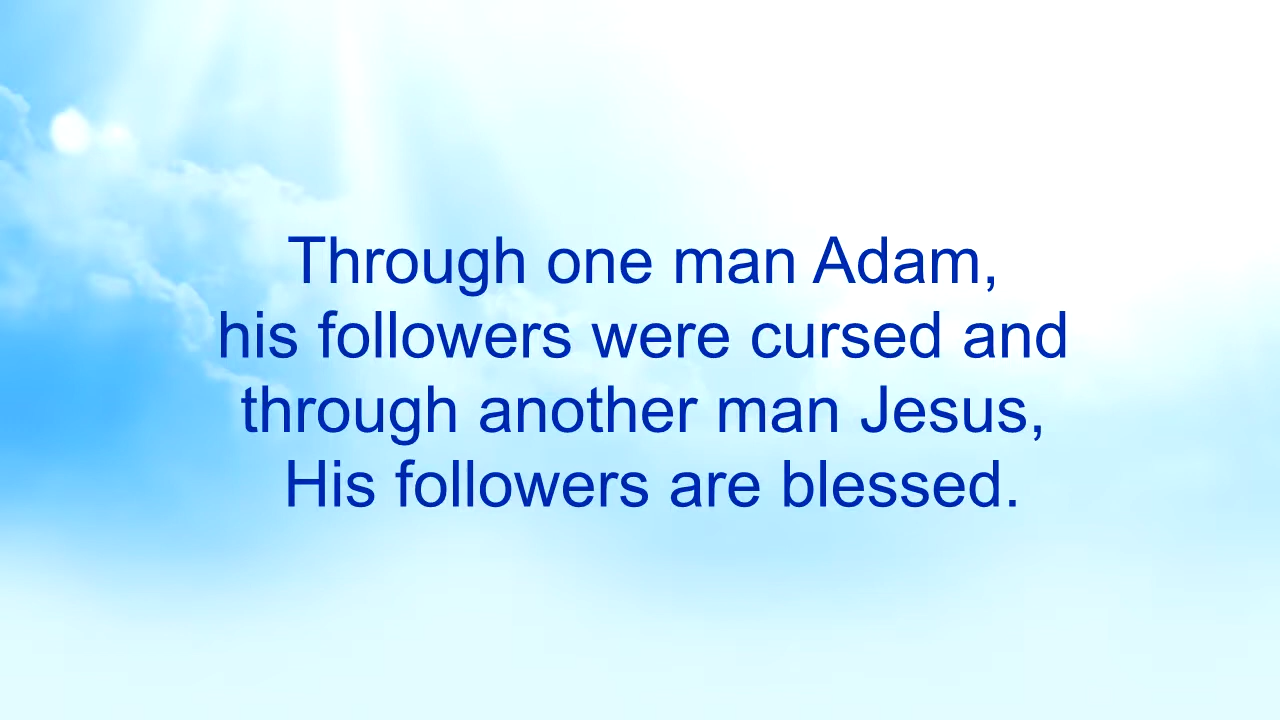 Through one man Adam,
his followers were cursed and
through another man Jesus,
His followers are blessed.